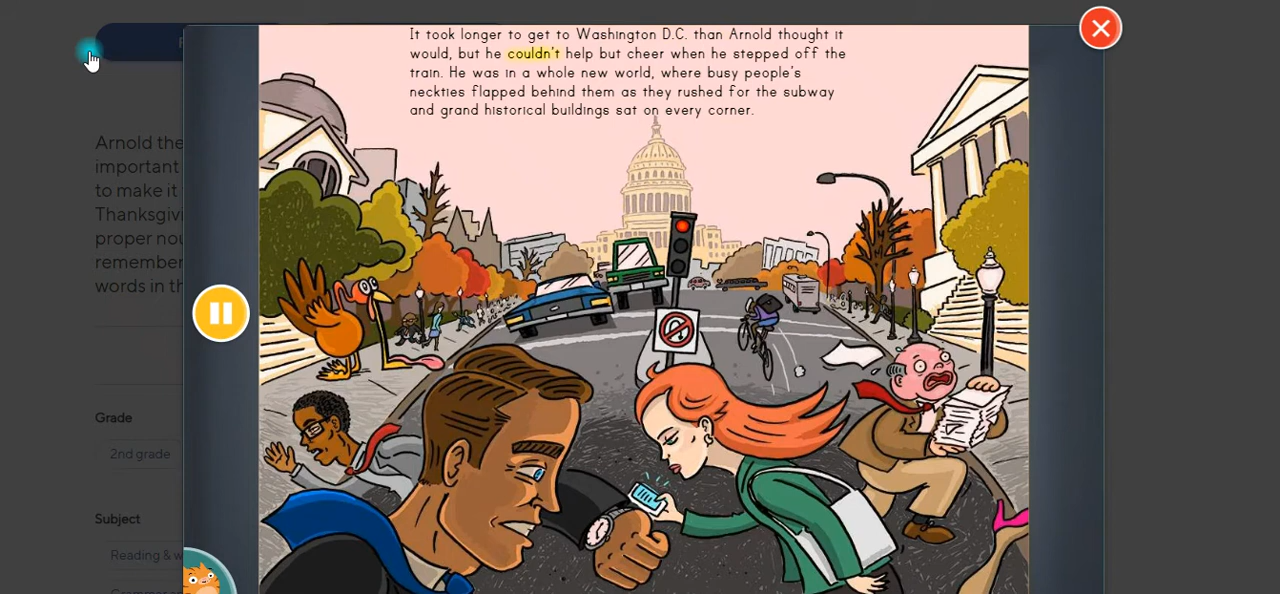 It took longer to get to Washington D.C. than Arnold thought it
would, but he couldn't help but cheer when he stepped off the
train. He was in a whole new world, where busy people's
neckties flapped behind them as they rushed for the subway
and grand historical buildings sat on every corner.
Arnold the
important
to make it
Thanksgivi
proper nou
remember
words in th
Grade
2nd grade
Subject
Reading & w